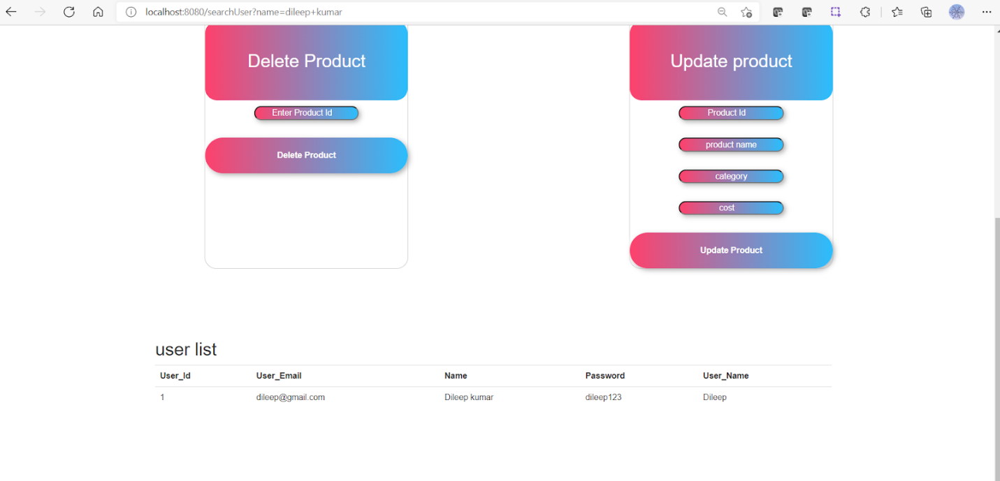 localhost:8080/searchUser?name=dileep+kumar
Delete Product
Enter Product Id
Delete Product
Update product
Product Id
product name
category
cost
Update Product
user list
User_Id User_Email Name Password User_Name
1 dileep@gmail.com Dileep kumar dileep123 Dileep